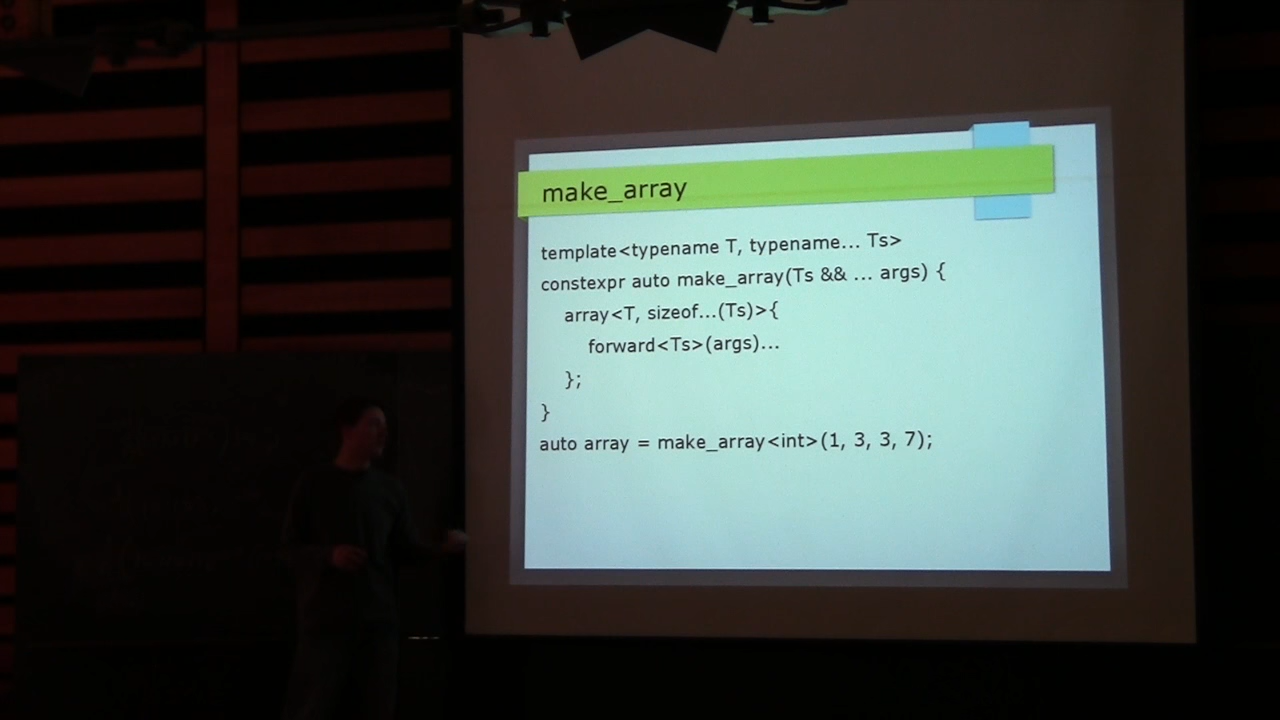 make_array
template<typename T, typename... Ts>
constexpr auto make_array(Ts && ... args) {
array<T, sizeof...(Ts)>{
forward<Ts>(args)...
};
}
auto array = make_array<int>(1, 3, 3, 7);